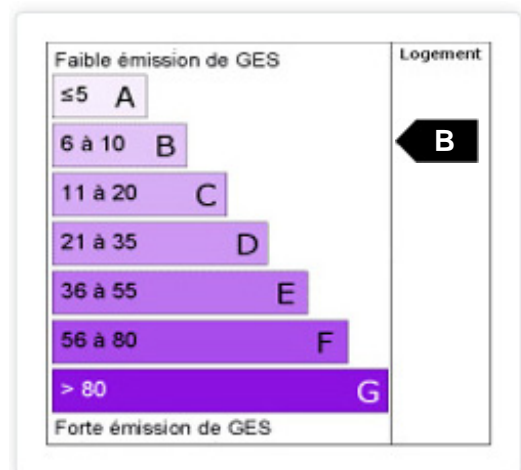 Faible émission de GES
Logement
≤5 A
6 à 10 B
B
11 à 20 C
21 à 35 D
36 à 55 E
56 à 80 F
> 80 G
Forte émission de GES